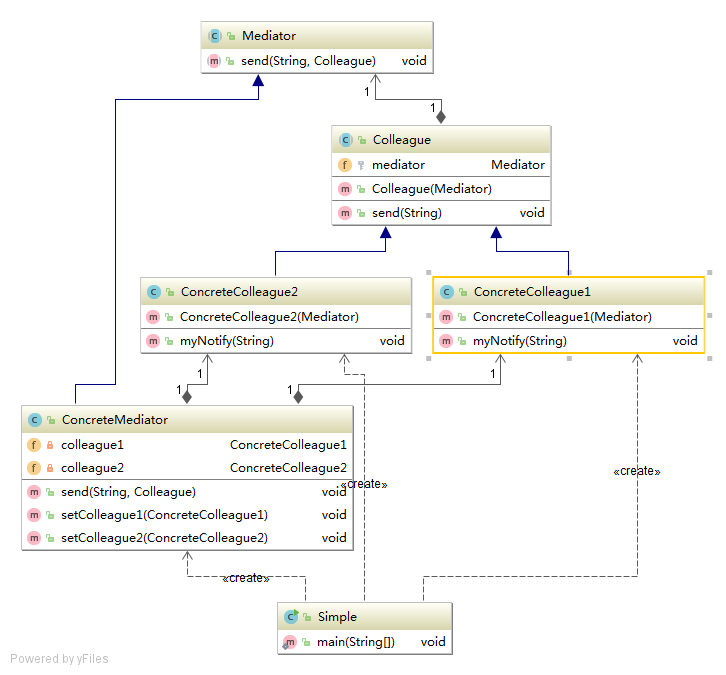 C Mediator
m send(String, Colleague) void
1
1
C Colleague
f mediator Mediator
m Colleague(Mediator)
m send(String) void
C ConcreteColleague2
m ConcreteColleague2(Mediator)
m myNotify(String) void
C ConcreteColleague1
m ConcreteColleague1(Mediator)
m myNotify(String) void
1
1
1
1
C ConcreteMediator
f colleague1 ConcreteColleague1
f colleague2 ConcreteColleague2
m send(String, Colleague) void
m setColleague1(ConcreteColleague1) void
m setColleague2(ConcreteColleague2) void
«create»
«create»
«create»
C Simple
m main(String[]) void
Powered by yFiles